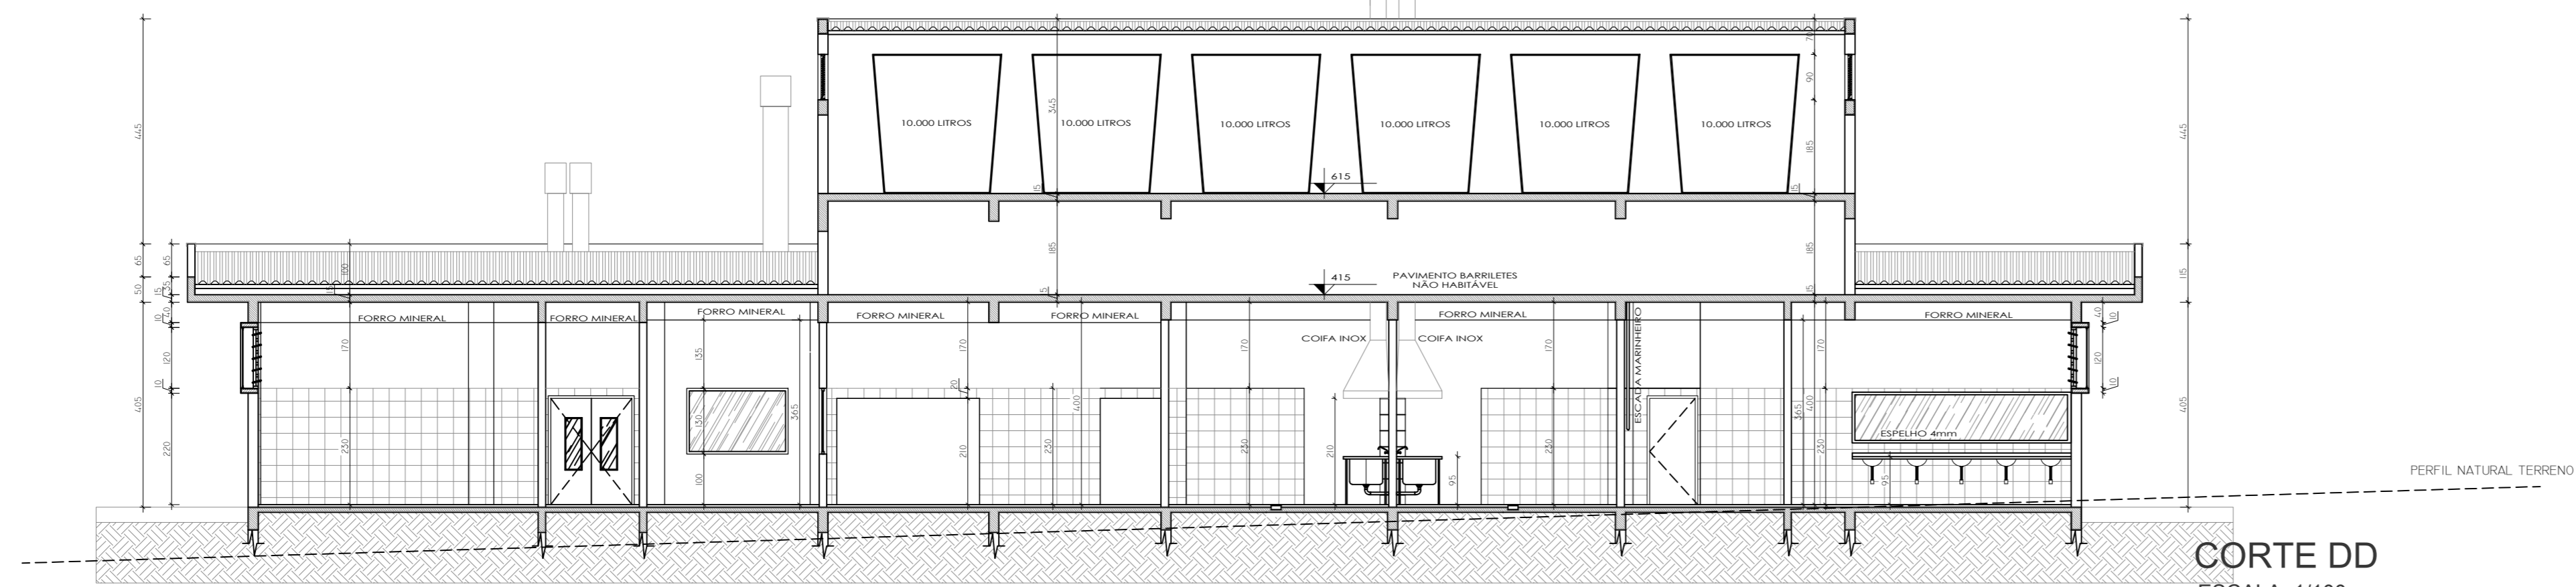 10.000 LITROS
10.000 LITROS
10.000 LITROS
10.000 LITROS
10.000 LITROS
10.000 LITROS
445
345
70
90
185
15
15
445
615
65
65
100
185
185
415
PAVIMENTO BARRILETES
NÃO HABITÁVEL
115
50
15
35
15
15
15
10
40
FORRO MINERAL
FORRO MINERAL
FORRO MINERAL
FORRO MINERAL
FORRO MINERAL
FORRO MINERAL
FORRO MINERAL
40
10
COIFA INOX
COIFA INOX
ESCADA MARINHEIRO
120
170
135
170
170
170
170
120
10
20
10
405
365
400
365
400
405
130
220
230
210
230
230
210
230
230
100
95
95
ESPELHO 4mm
PERFIL NATURAL TERRENO
CORTE DD